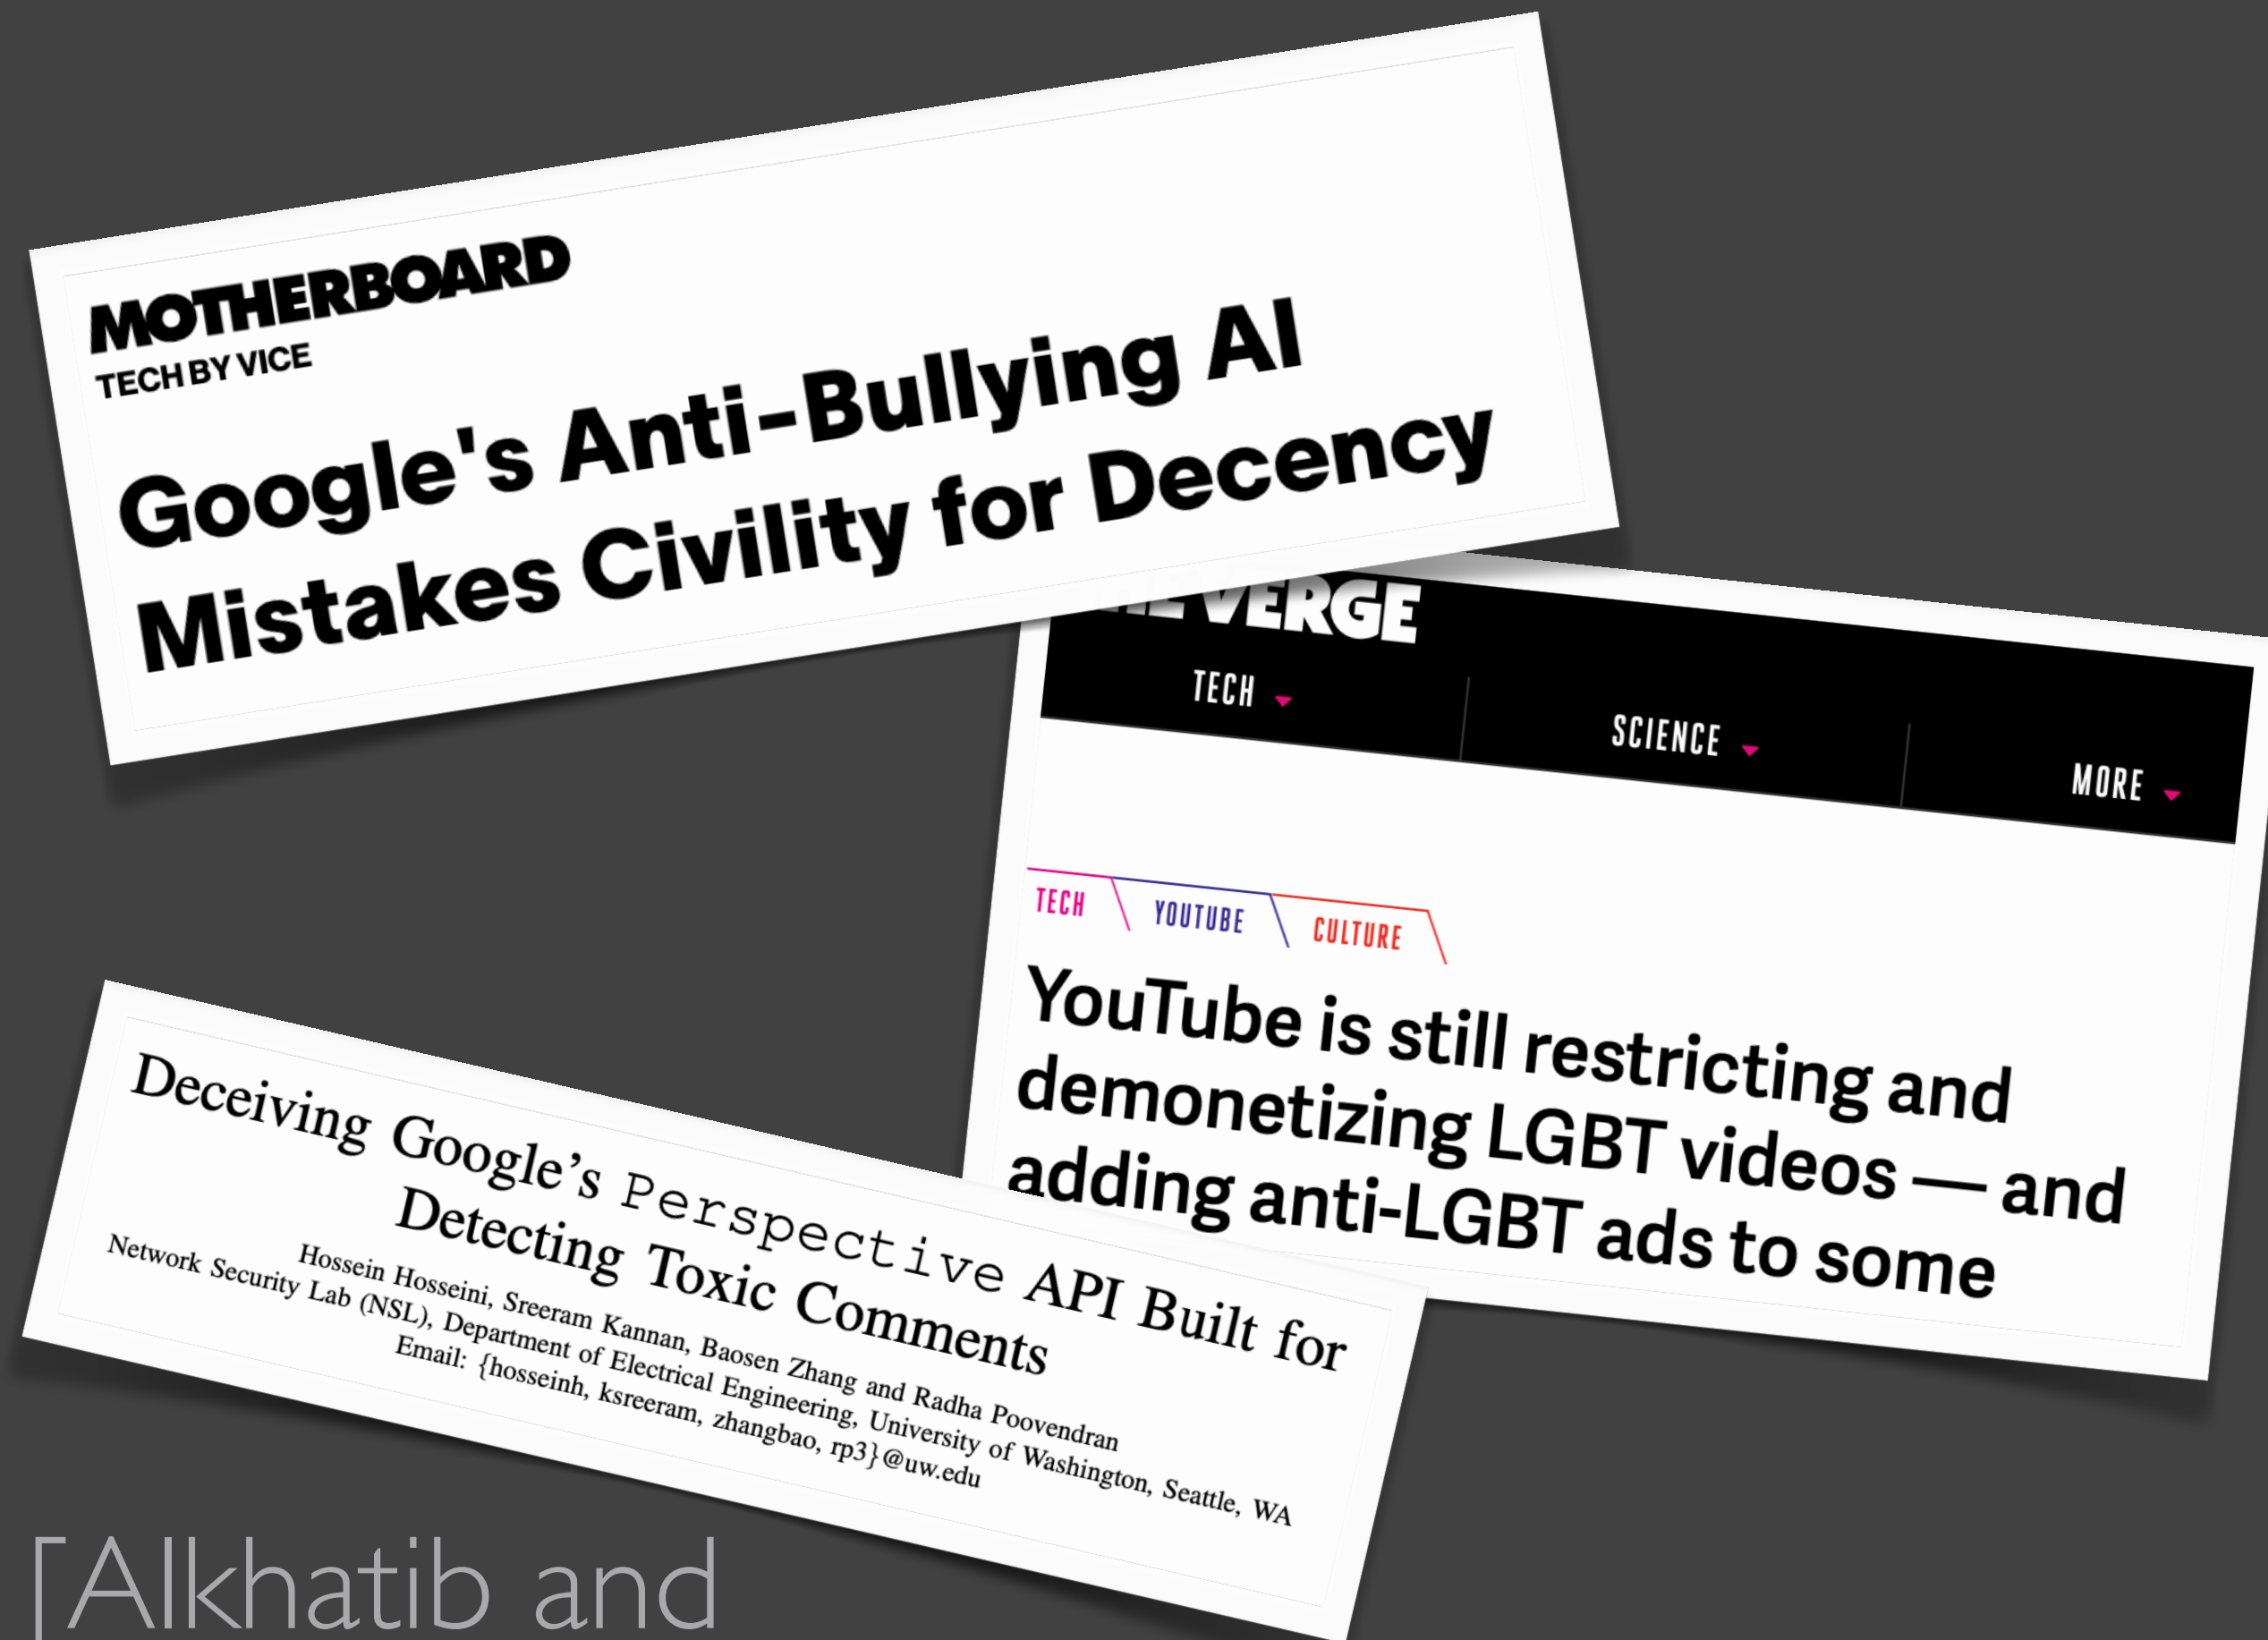 MOTHERBOARD
TECH BY VICE
Google's Anti-Bullying AI
Mistakes Civility for Decency
VERGE
TECH
SCIENCE
MORE
TECH
YOUTUBE
CULTURE
YouTube is still restricting and
demonetizing LGBT videos — and
adding anti-LGBT ads to some
Deceiving Google’s Perspective API Built for
Detecting Toxic Comments
Hossein Hosseini, Sreeram Kannan, Baosen Zhang and Radha Poovendran
Network Security Lab (NSL), Department of Electrical Engineering, University of Washington, Seattle, WA
Email: {hosseinh, ksreeram, zhangbao, rp3}@uw.edu
[Alkhatib and